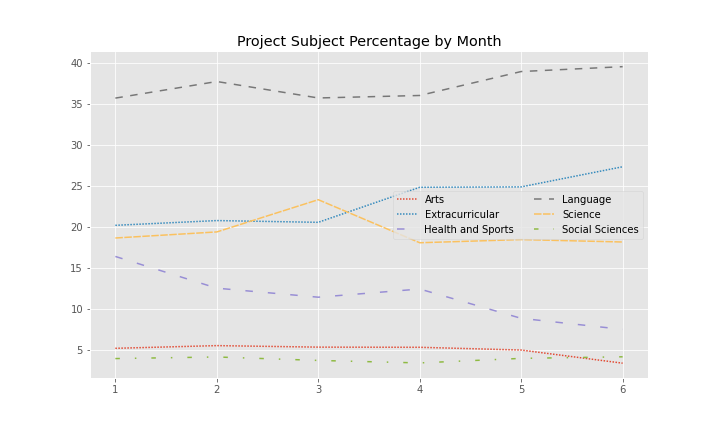 Project Subject Percentage by Month
40
35
30
25
20
15
10
5
Arts
Extracurricular
Health and Sports
Language
Science
Social Sciences
1 2 3 4 5 6